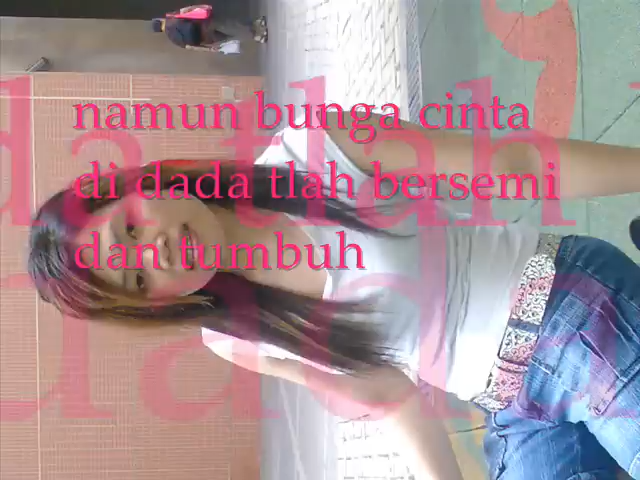 namun bunga cinta
di dada tlah bersemi
dan tumbuh